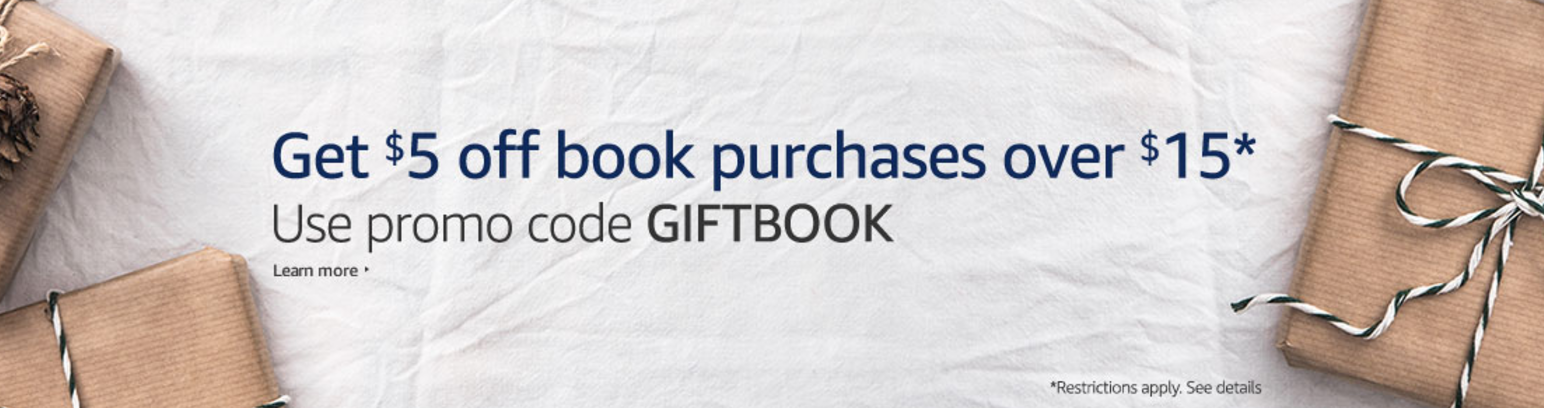 Get $5 off book purchases over $15*
Use promo code GIFTBOOK
Learn more ‣
*Restrictions apply. See details